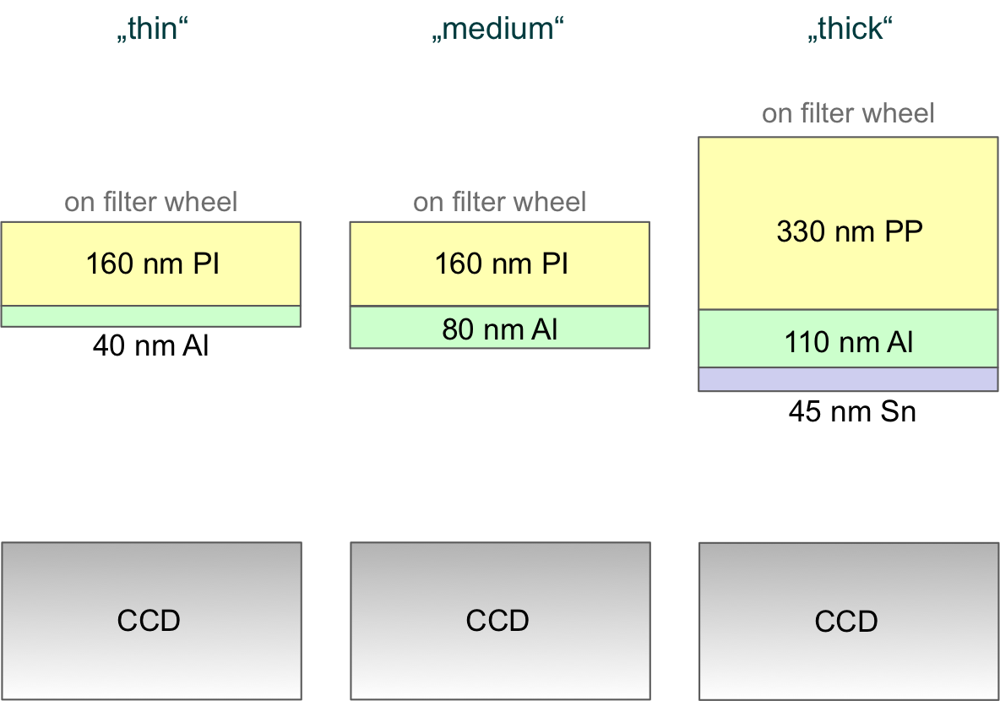 „thin“
on filter wheel
160 nm PI
40 nm Al
CCD
„medium“
on filter wheel
160 nm PI
80 nm Al
CCD
„thick“
on filter wheel
330 nm PP
110 nm Al
45 nm Sn
CCD